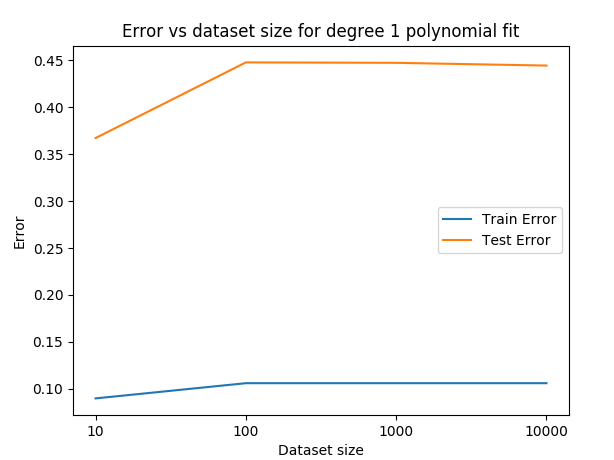 Error vs dataset size for degree 1 polynomial fit
0.45
0.40
0.35
0.30
0.25
0.20
0.15
0.10
Error
Train Error
Test Error
10 100 1000 10000
Dataset size